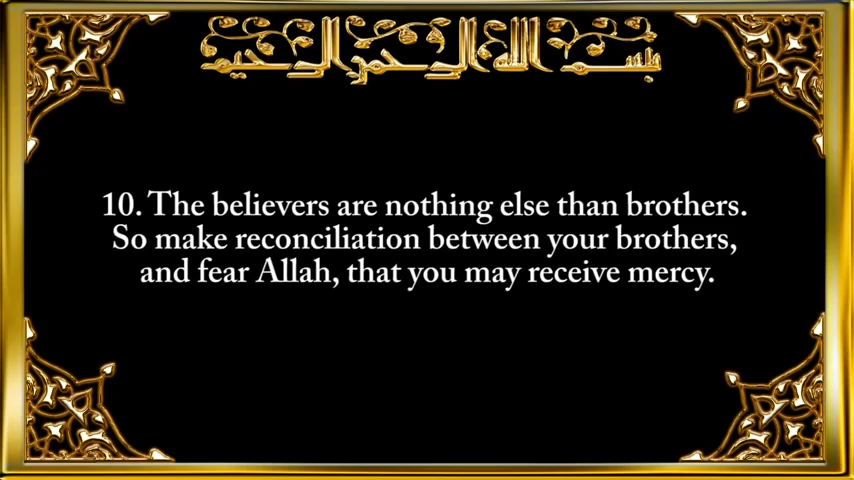 بسم الله الرحمن الرحيم
10. The believers are nothing else than brothers.
So make reconciliation between your brothers,
and fear Allah, that you may receive mercy.